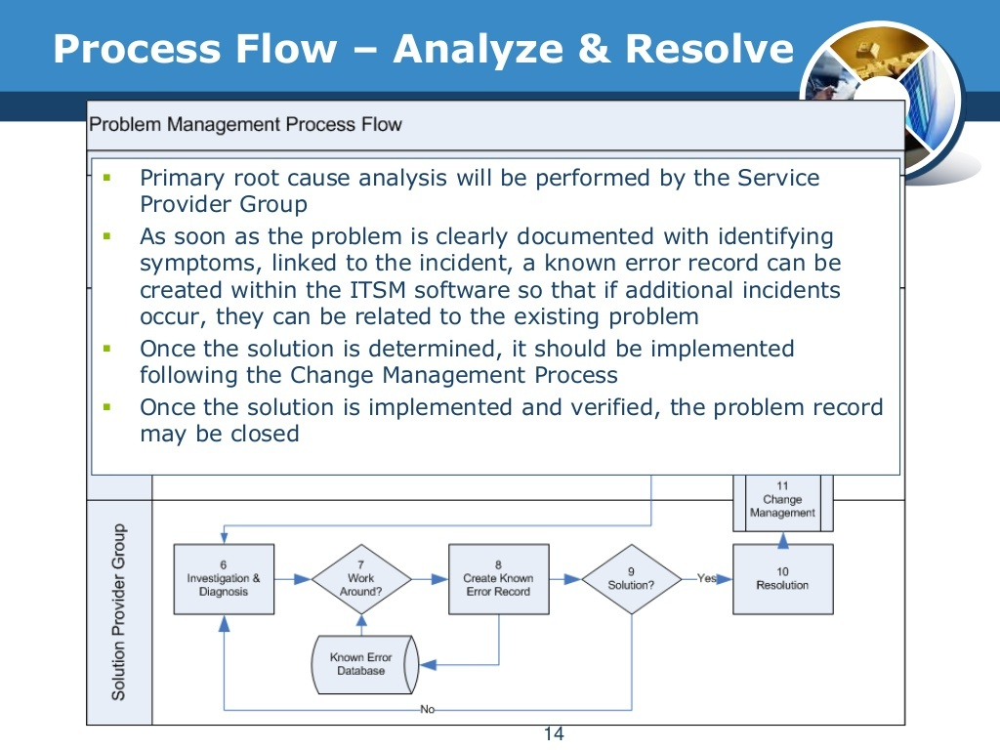 Process Flow – Analyze & Resolve
Problem Management Process Flow
Primary root cause analysis will be performed by the Service
Provider Group
As soon as the problem is clearly documented with identifying
symptoms, linked to the incident, a known error record can be
created within the ITSM software so that if additional incidents
occur, they can be related to the existing problem
Once the solution is determined, it should be implemented
following the Change Management Process
Once the solution is implemented and verified, the problem record
may be closed
11
Change
Management
Solution Provider Group
6
Investigation &
Diagnosis
7
Work
Around?
8
Create Known
Error Record
9
Solution?
Yes
10
Resolution
Known Error
Database
No
14